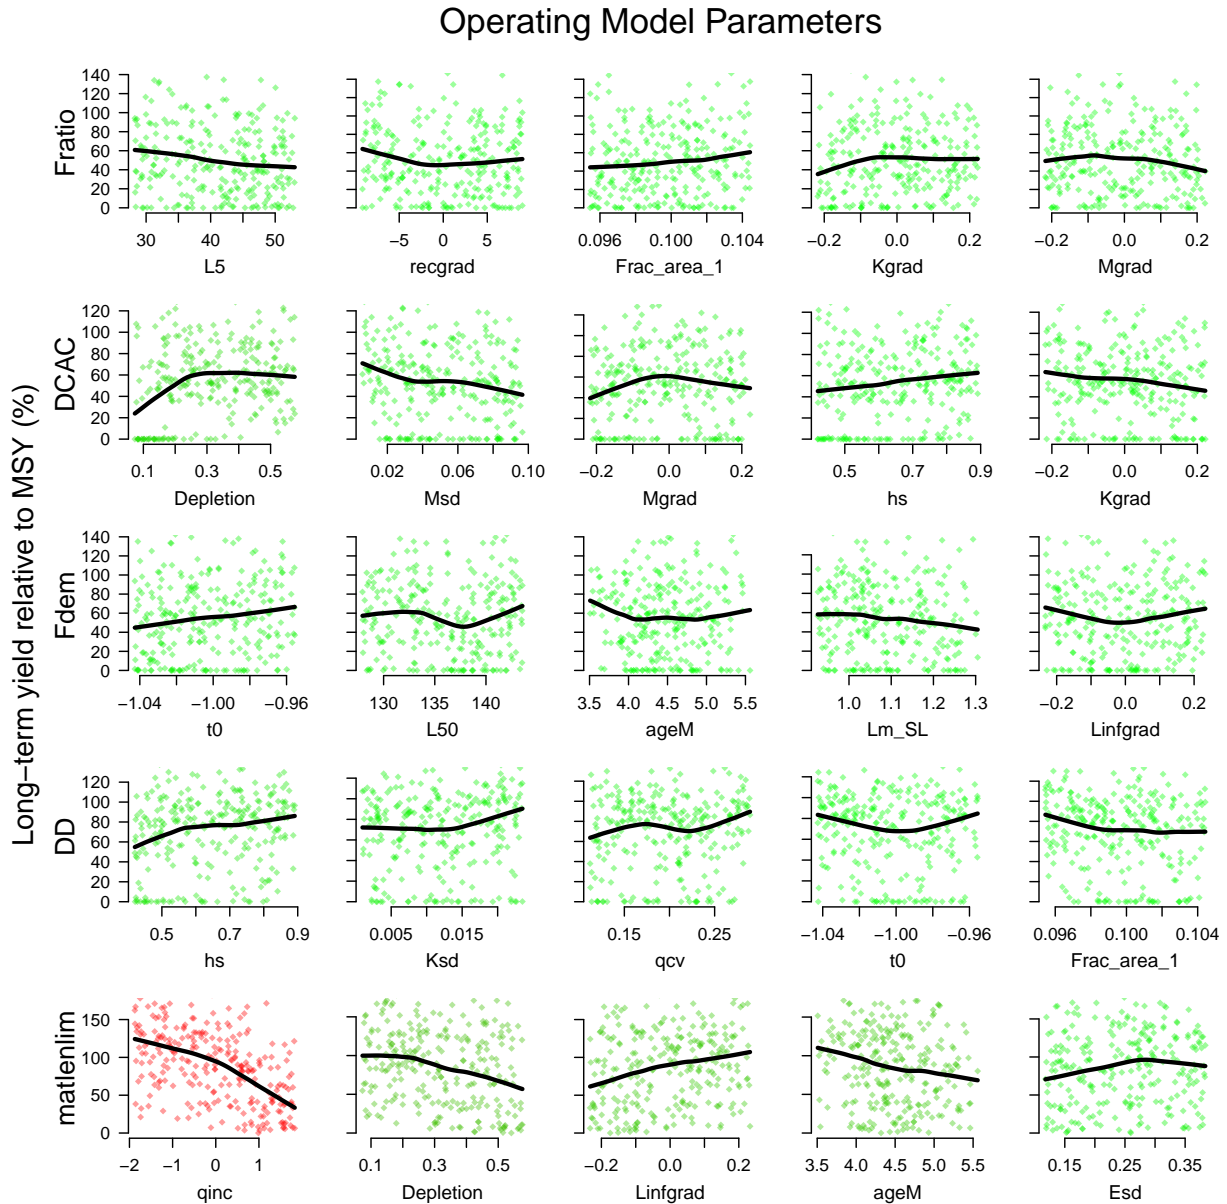 Operating Model Parameters
Long−term yield relative to MSY (%)
Fratio
0 20 40 60 80 100 120 140
30 40 50
L5
−5 0 5
recgrad
0.096 0.100 0.104
Frac_area_1
−0.2 0.0 0.2
Kgrad
−0.2 0.0 0.2
Mgrad
DCAC
0 20 40 60 80 100 120
0.1 0.3 0.5
Depletion
0.02 0.06 0.10
Msd
−0.2 0.0 0.2
Mgrad
0.5 0.7 0.9
hs
−0.2 0.0 0.2
Kgrad
Fdem
0 20 40 60 80 100 120 140
−1.04 −1.00 −0.96
t0
130 135 140
L50
3.5 4.0 4.5 5.0 5.5
ageM
1.0 1.1 1.2 1.3
Lm_SL
−0.2 0.0 0.2
Linfgrad
DD
0 20 40 60 80 100 120
0.5 0.7 0.9
hs
0.005 0.015
Ksd
0.15 0.25
qcv
−1.04 −1.00 −0.96
t0
0.096 0.100 0.104
Frac_area_1
matlenlim
0 50 100 150
−2 −1 0 1
qinc
0.1 0.3 0.5
Depletion
−0.2 0.0 0.2
Linfgrad
3.5 4.0 4.5 5.0 5.5
ageM
0.15 0.25 0.35
Esd